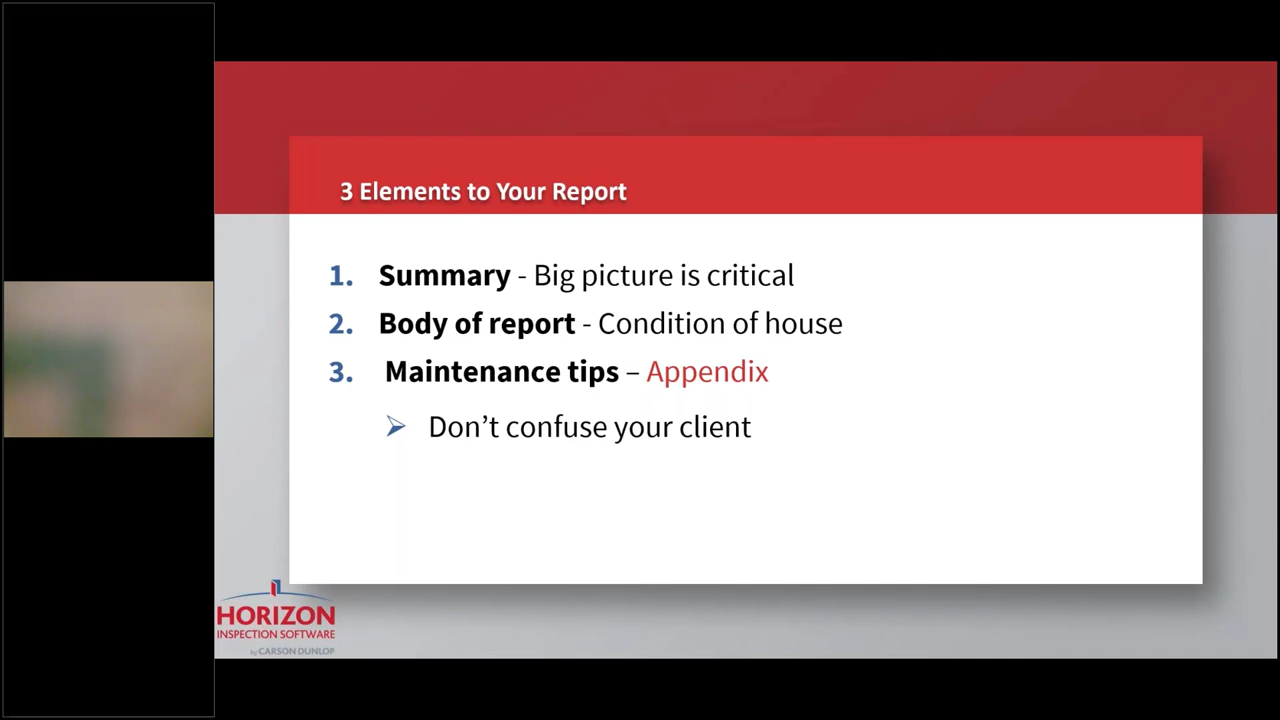 3 Elements to Your Report
1. Summary - Big picture is critical
2. Body of report - Condition of house
3. Maintenance tips – Appendix
➢ Don’t confuse your client
HORIZON
INSPECTION SOFTWARE
by CARSON DUNLOP